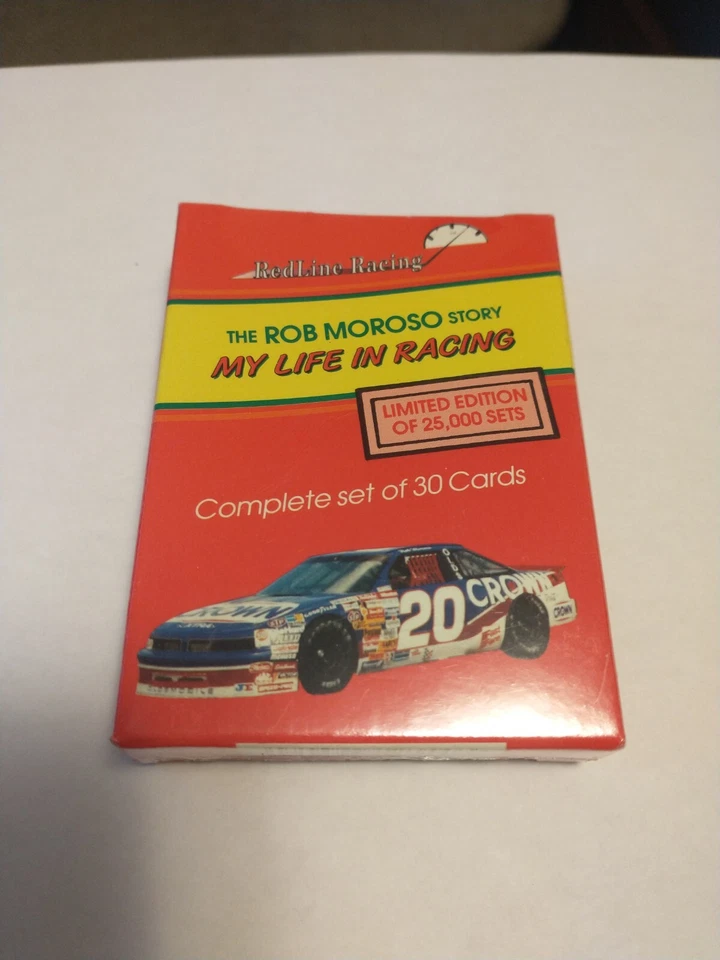 RedLine Racing
THE ROB MOROSO STORY
MY LIFE IN RACING
LIMITED EDITION
OF 25,000 SETS
Complete set of 30 Cards
CROWN
20
CROWN
CROWN